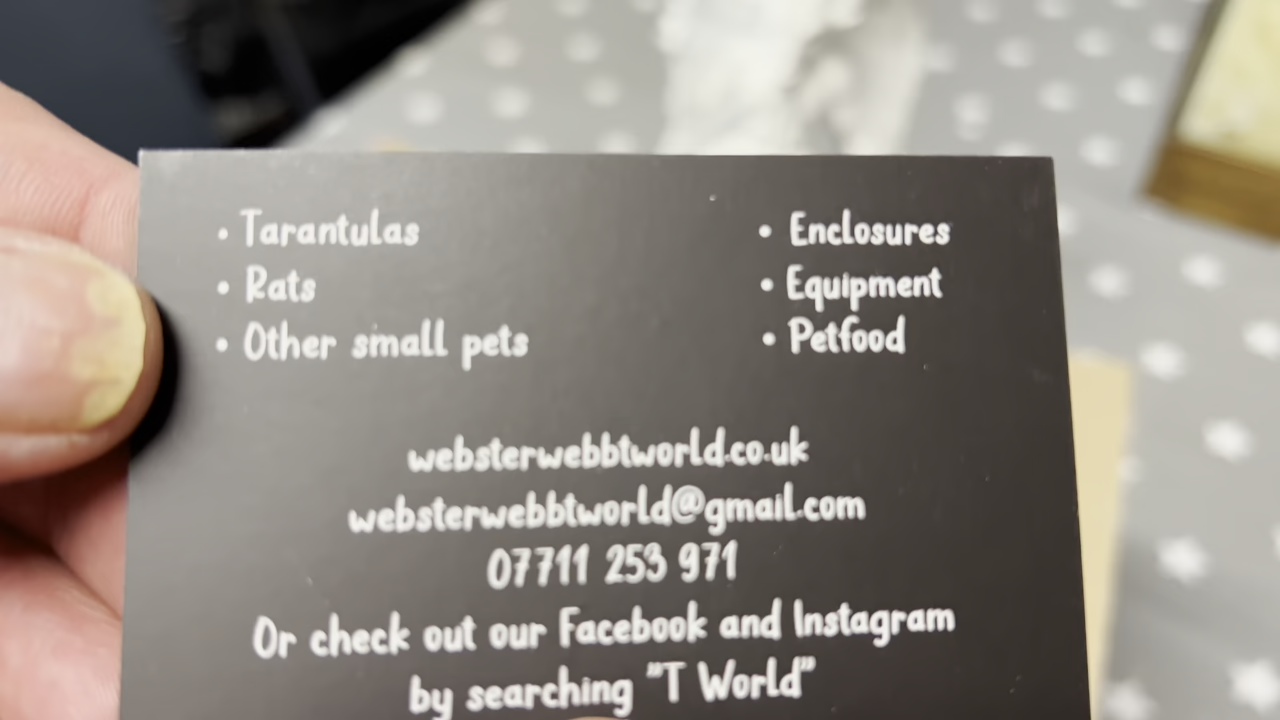 • Tarantulas
• Rats
• Other small pets
• Enclosures
• Equipment
• Petfood
websterwebbtworld.co.uk
websterwebbtworld@gmail.com
07711 253 971
Or check out our Facebook and Instagram
by searching "T World"